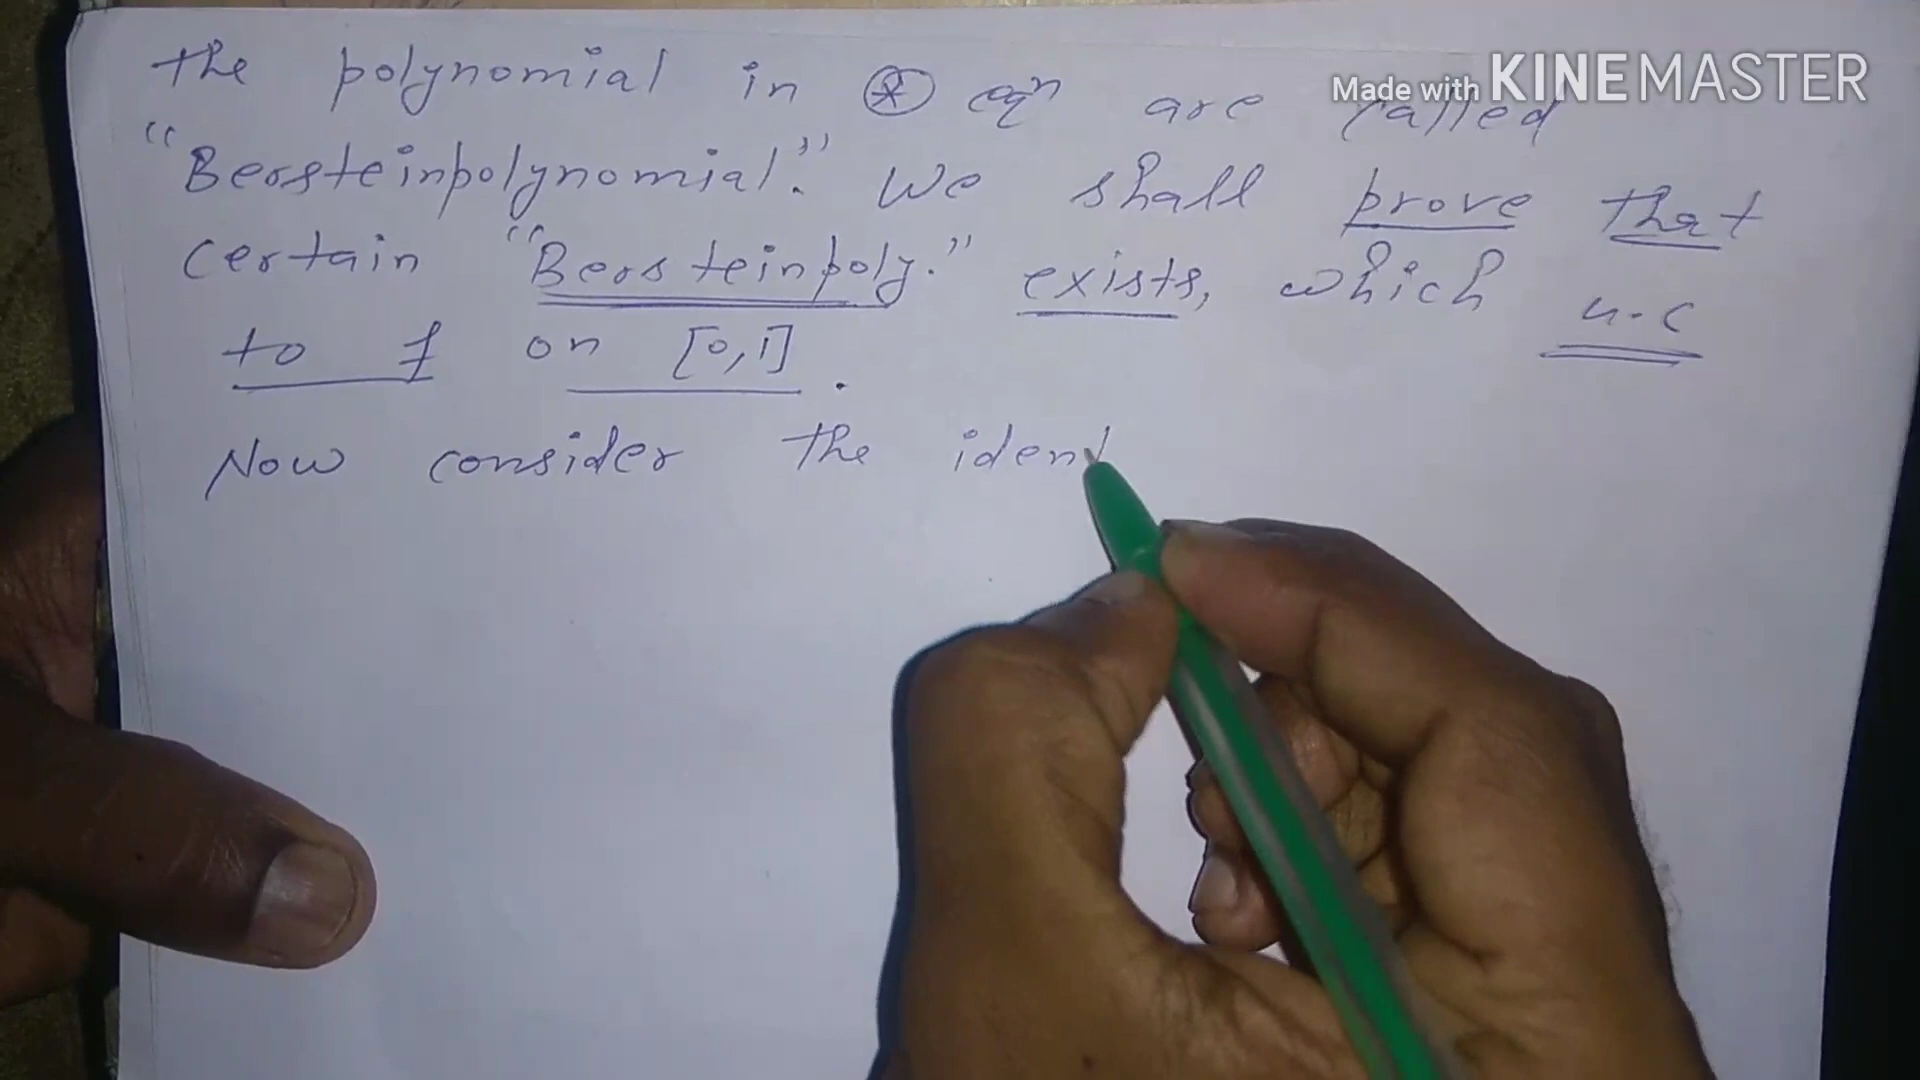 Made with KINEMASTER
the polynomial in ⊛ eqⁿ are called
"Bersteinpolynomial". We shall prove that
certain "Bersteinpoly." exists, which u.c
to f on [0,1].
Now consider the ident